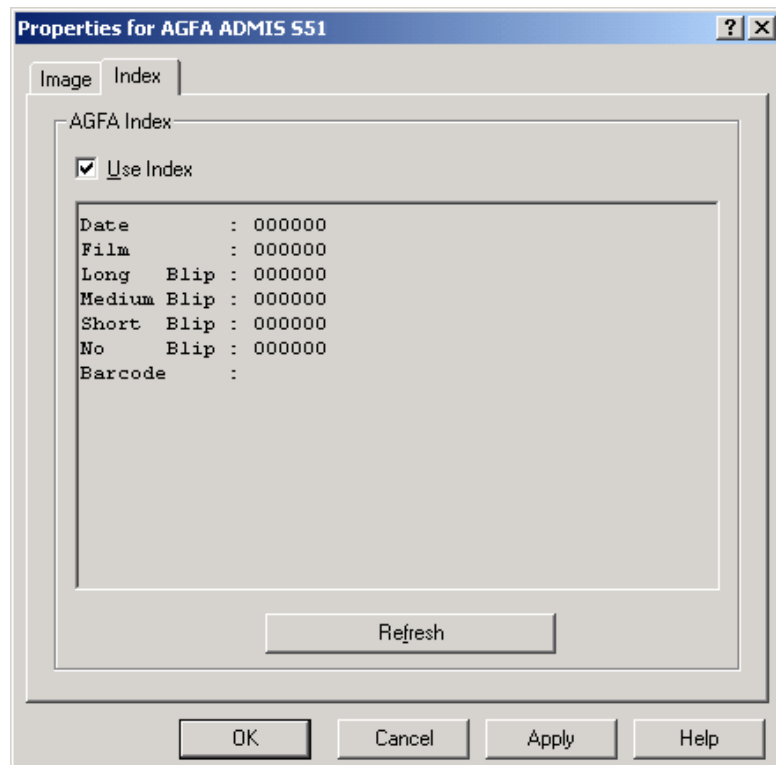 Properties for AGFA ADMIS S51
Image Index
AGFA Index
Use Index
Date : 000000
Film : 000000
Long Blip : 000000
Medium Blip : 000000
Short Blip : 000000
No Blip : 000000
Barcode :
Refresh
OK Cancel Apply Help